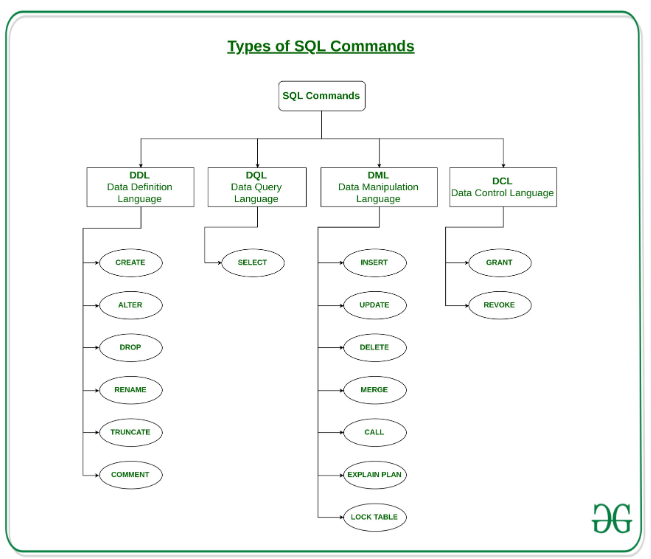 Types of SQL Commands
SQL Commands
DDL
Data Definition
Language
DQL
Data Query
Language
DML
Data Manipulation
Language
DCL
Data Control Language
CREATE
ALTER
DROP
RENAME
TRUNCATE
COMMENT
SELECT
INSERT
UPDATE
DELETE
MERGE
CALL
EXPLAIN PLAN
LOCK TABLE
GRANT
REVOKE